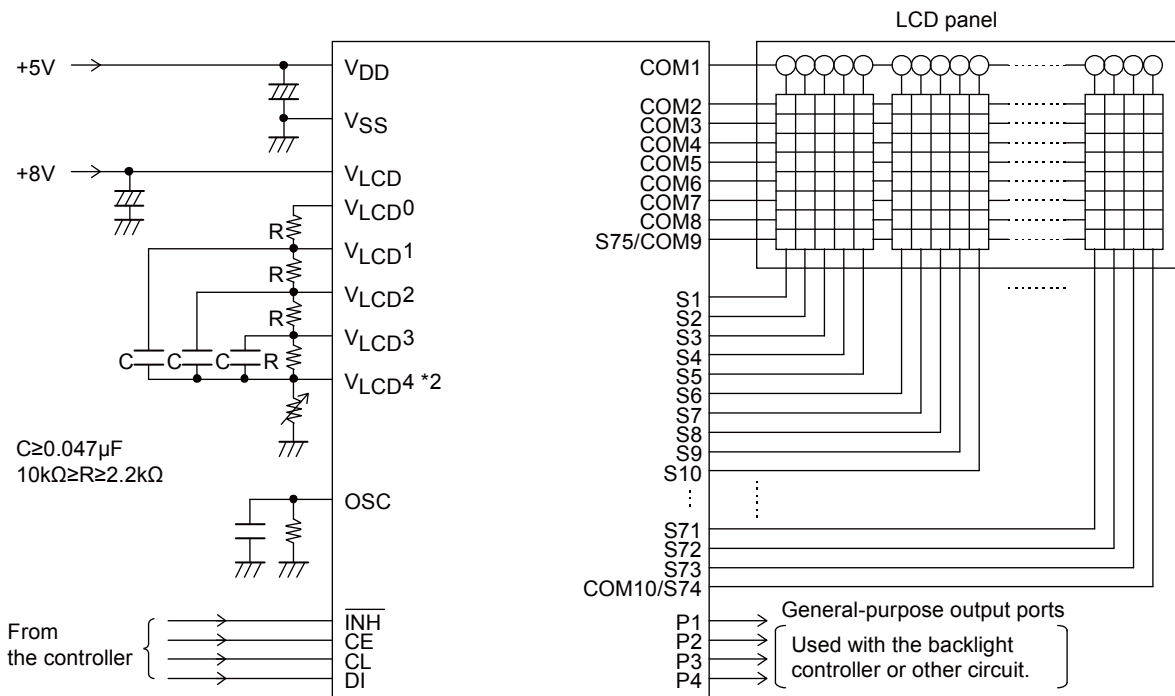 LCD panel
+5V
VDD
VSS
+8V
VLCD
VLCD0
R
VLCD1
R
VLCD2
R
VLCD3
C
C
C
R
VLCD4 *2
C≥0.047μF
10kΩ≥R≥2.2kΩ
OSC
From
the controller
INH
CE
CL
DI
COM1
COM2
COM3
COM4
COM5
COM6
COM7
COM8
S75/COM9
S1
S2
S3
S4
S5
S6
S7
S8
S9
S10
S71
S72
S73
COM10/S74
P1
P2
P3
P4
General-purpose output ports
Used with the backlight
controller or other circuit.